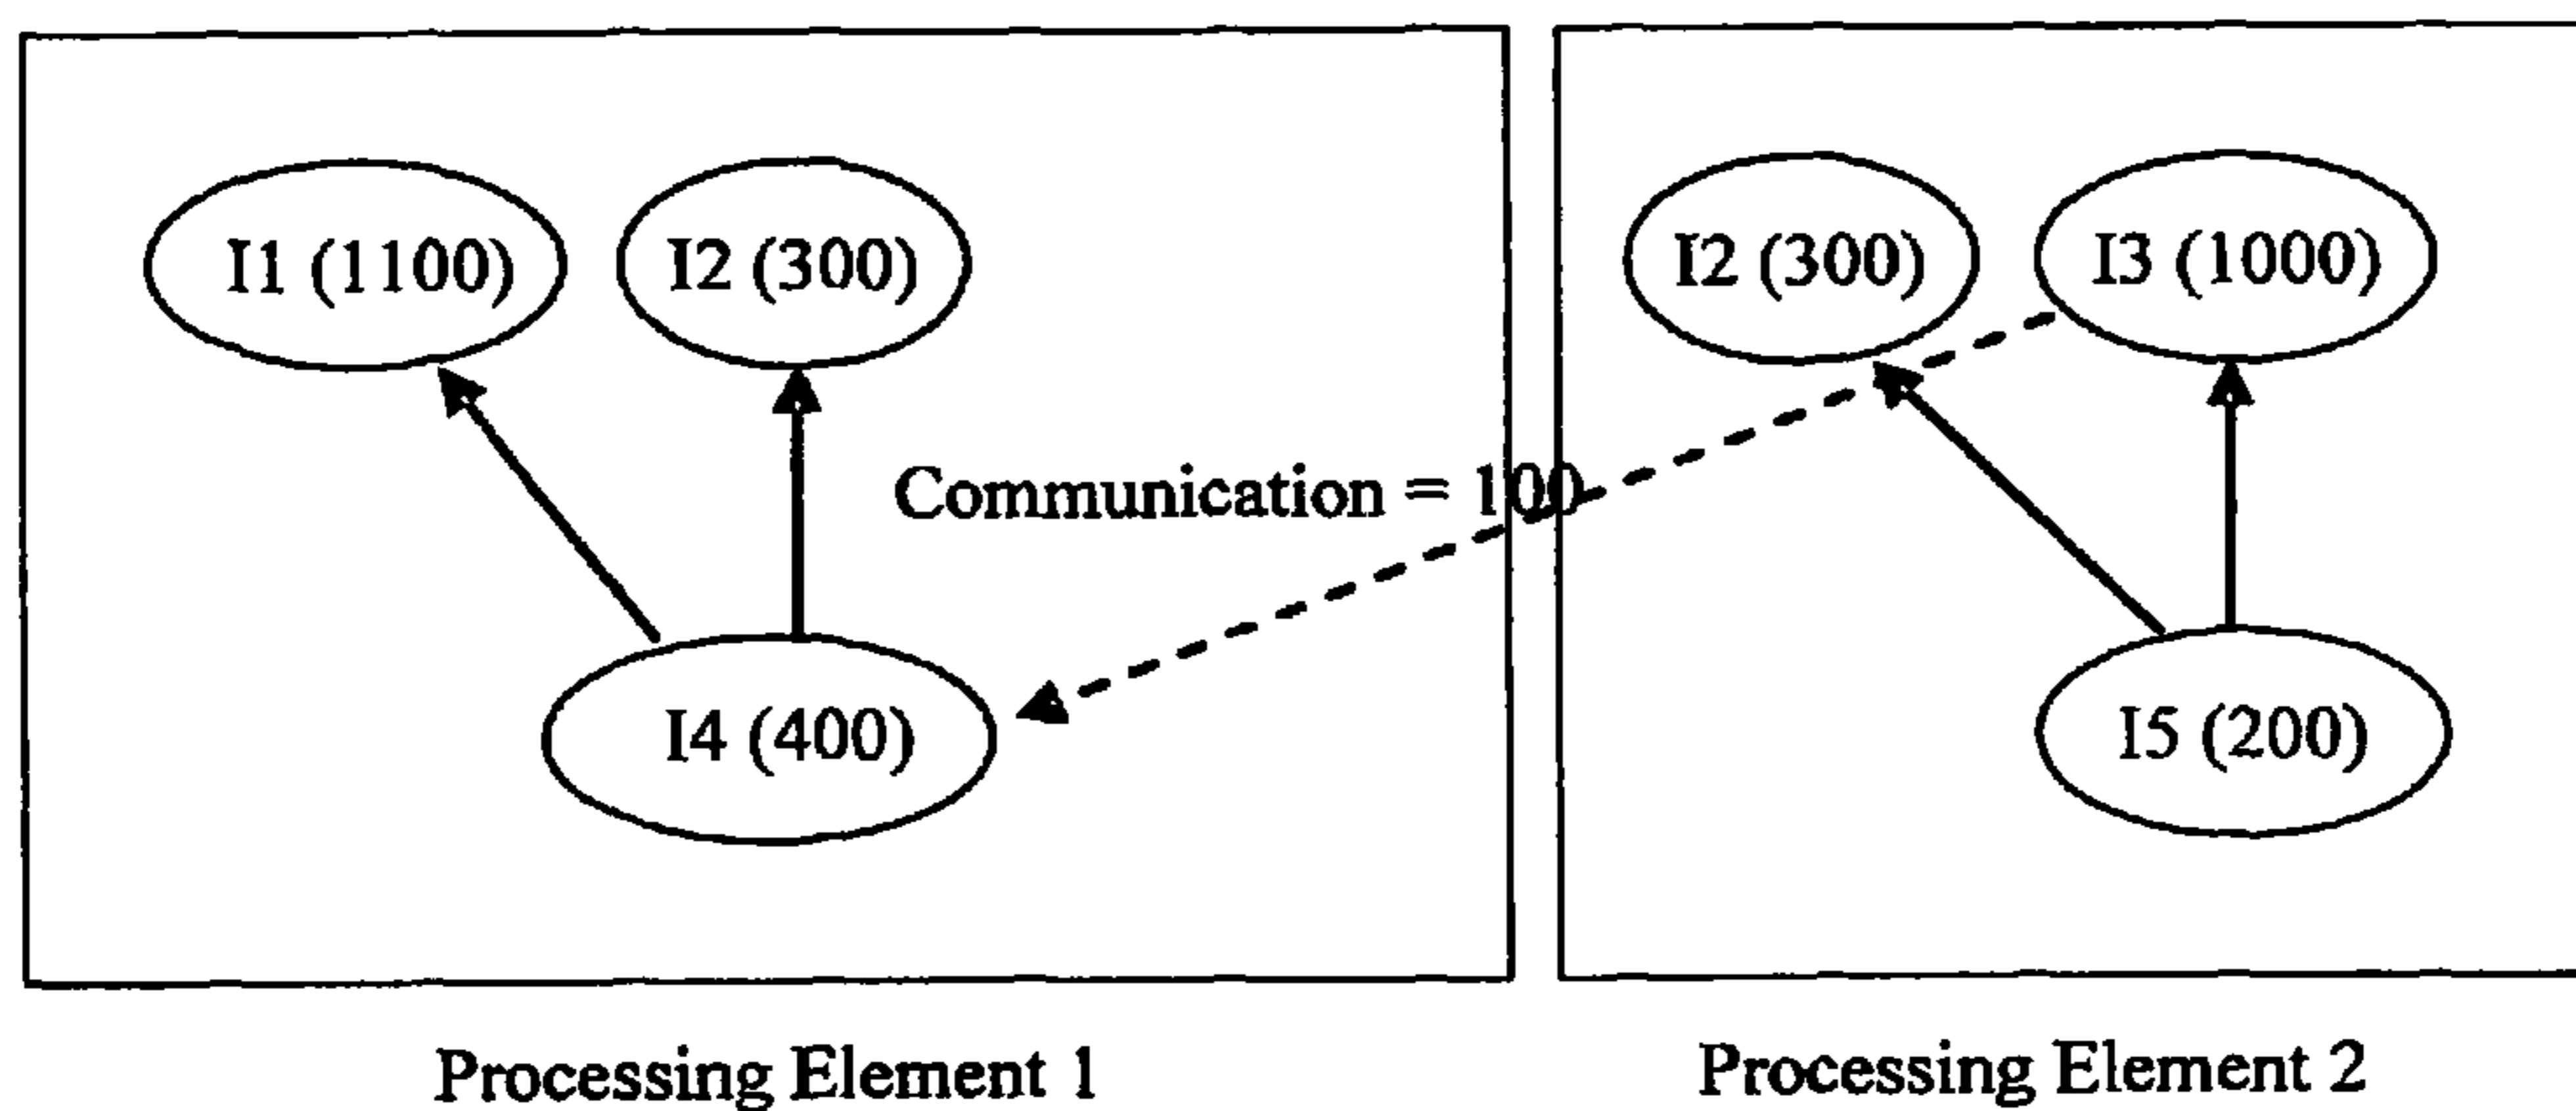 I1 (1100)
I2 (300)
I2 (300)
I3 (1000)
Communication = 100
I4 (400)
I5 (200)
Processing Element 1
Processing Element 2